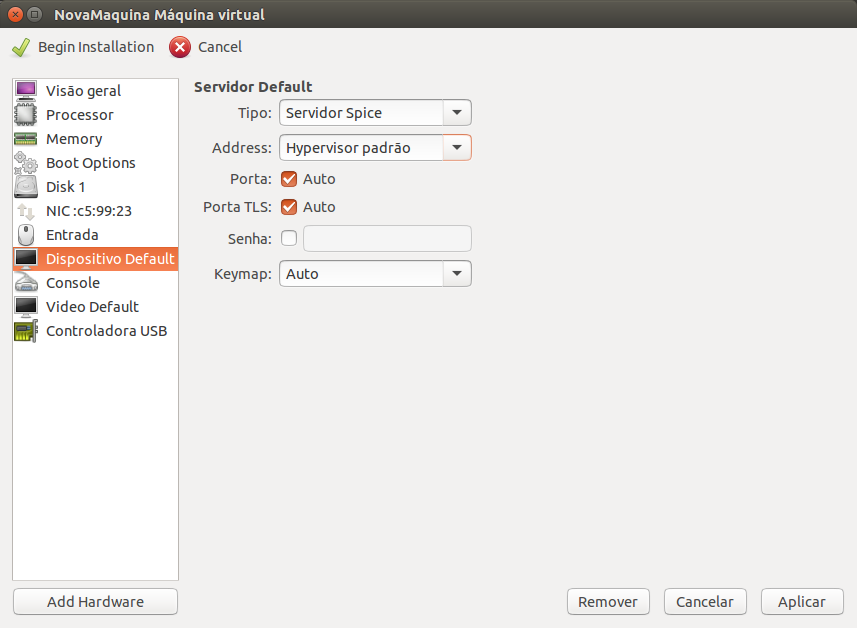 NovaMaquina Máquina virtual
Begin Installation Cancel
Visão geral
Processor
Memory
Boot Options
Disk 1
NIC :c5:99:23
Entrada
Dispositivo Default
Console
Video Default
Controladora USB
Add Hardware
Servidor Default
Tipo: Servidor Spice
Address: Hypervisor padrão
Porta: Auto
Porta TLS: Auto
Senha:
Keymap: Auto
Remover Cancelar Aplicar